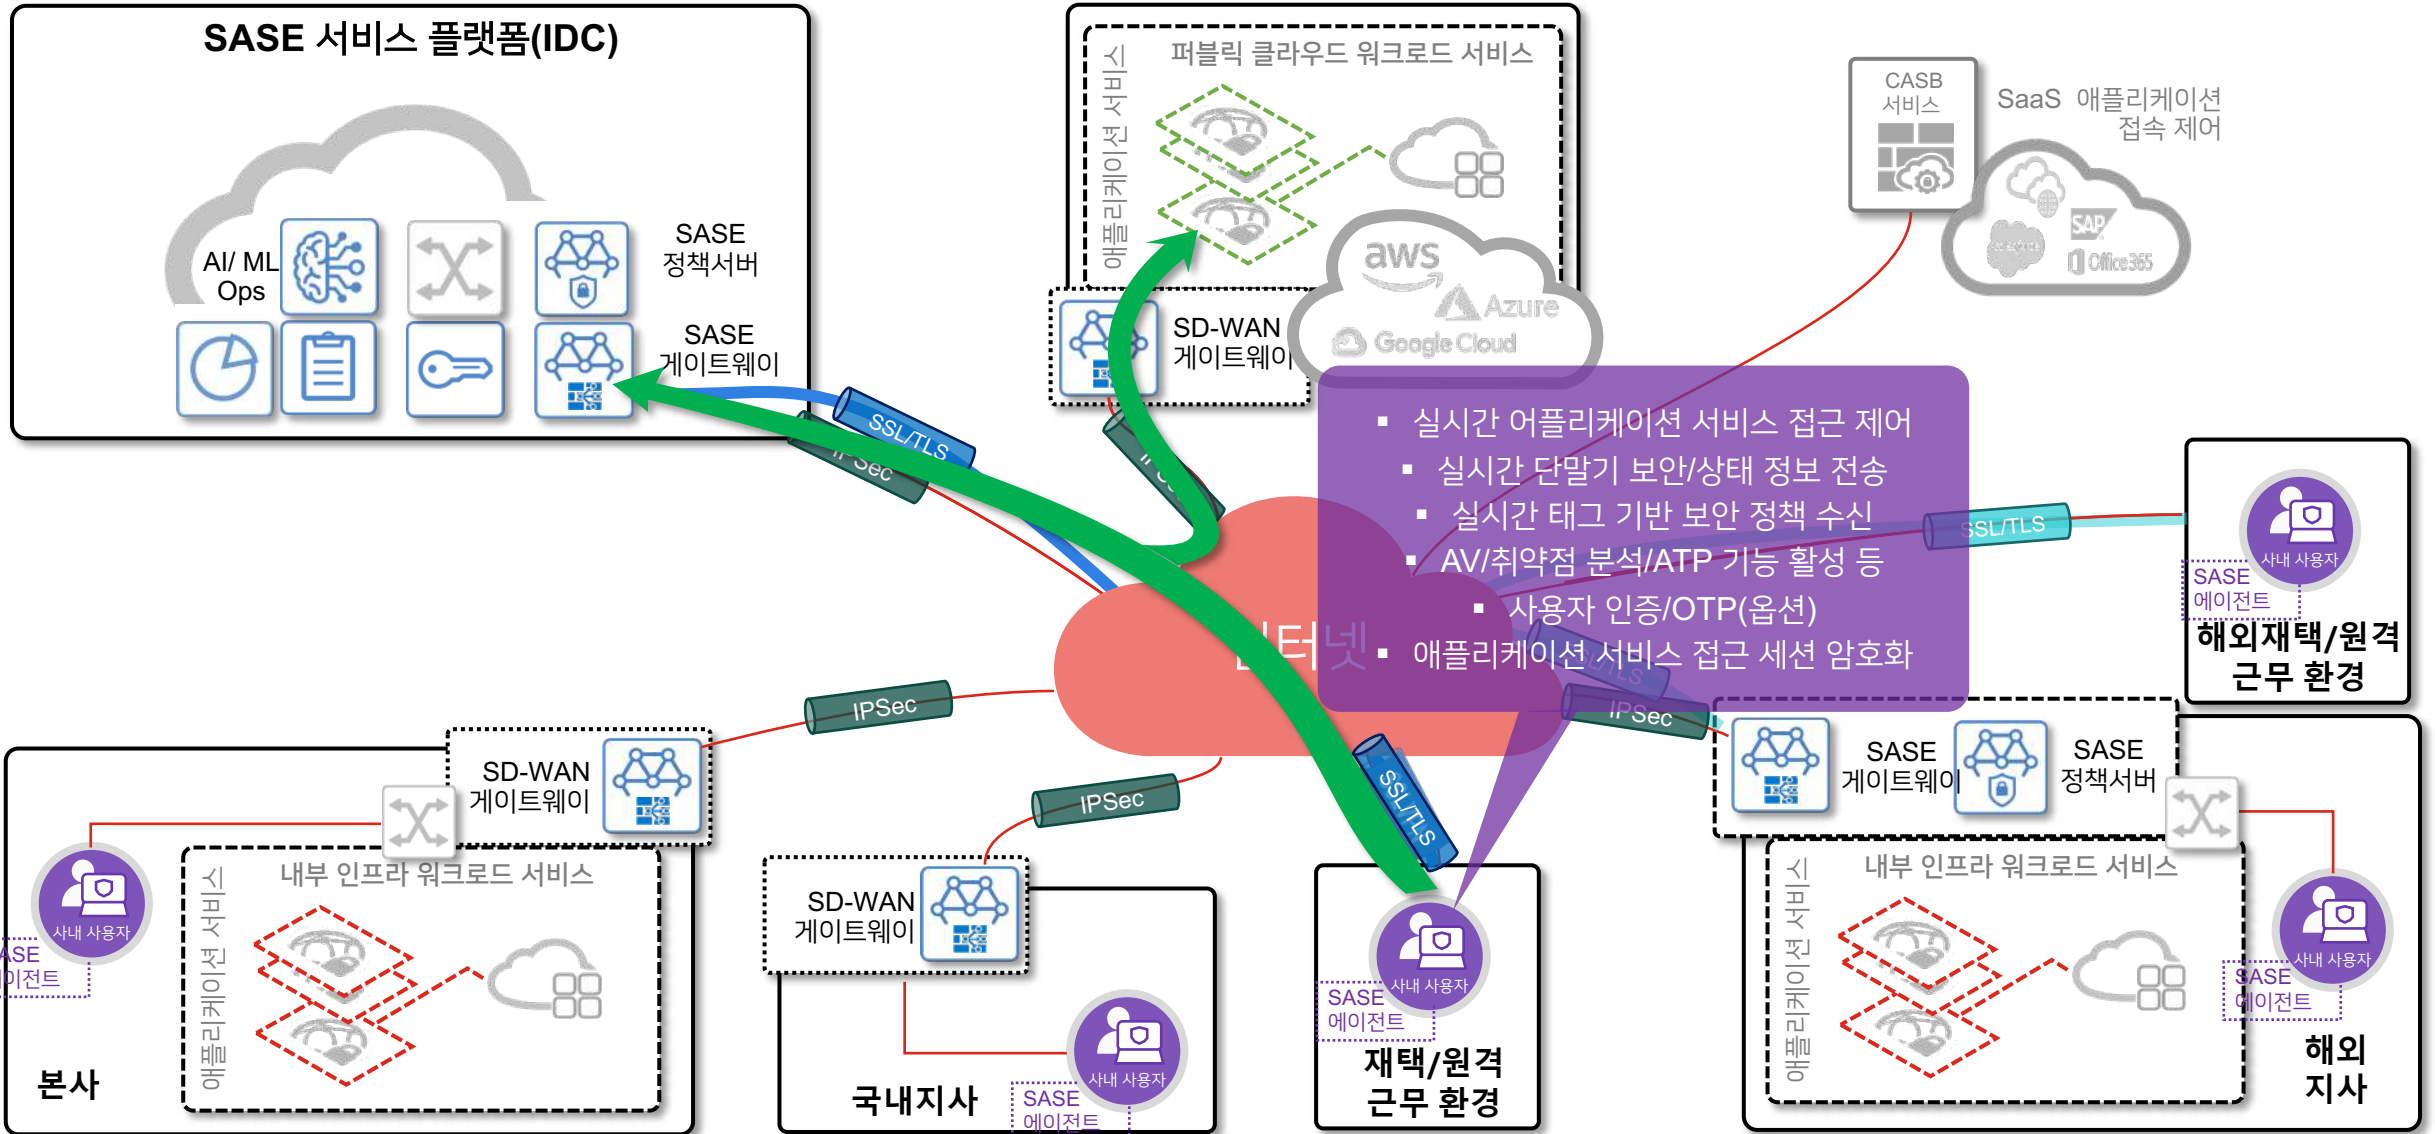 SASE 서비스 플랫폼(IDC)
AI/ ML
Ops
SASE
정책서버
SASE
게이트웨이
SSL/TLS
IPSec
퍼블릭 클라우드 워크로드 서비스
애플리케이션 서비스
SD-WAN
게이트웨이
aws
Azure
Google Cloud
CASB
서비스
SaaS 애플리케이션
접속 제어
SAP
Office 365
▪ 실시간 어플리케이션 서비스 접근 제어
▪ 실시간 단말기 보안/상태 정보 전송
▪ 실시간 태그 기반 보안 정책 수신
▪ AV/취약점 분석/ATP 기능 활성 등
▪ 사용자 인증/OTP(옵션)
▪ 애플리케이션 서비스 접근 세션 암호화
SSL/TLS
사내 사용자
SASE
에이전트
해외재택/원격
근무 환경
IPSec
SD-WAN
게이트웨이
내부 인프라 워크로드 서비스
애플리케이션 서비스
사내 사용자
본사
IPSec
SD-WAN
게이트웨이
사내 사용자
SASE
에이전트
국내지사
SSL/TLS
사내 사용자
SASE
에이전트
재택/원격
근무 환경
IPSec
SASE
게이트웨이
SASE
정책서버
내부 인프라 워크로드 서비스
애플리케이션 서비스
사내 사용자
SASE
에이전트
해외
지사